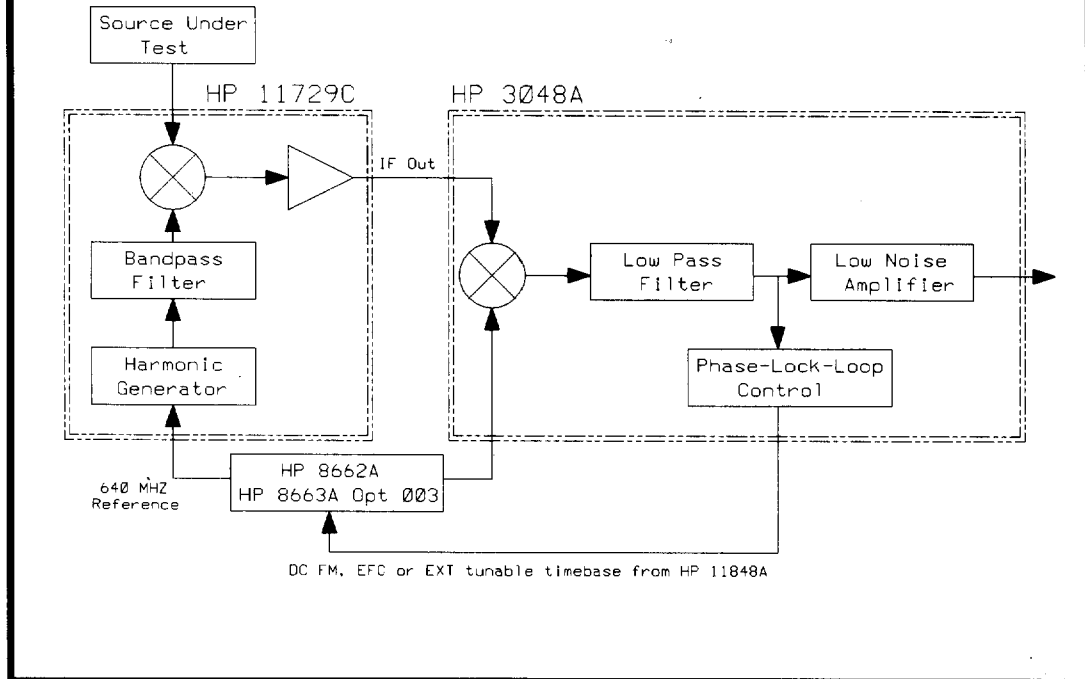 Source Under
Test
HP 11729C
HP 3048A
IF Out
Bandpass
Filter
Low Pass
Filter
Low Noise
Amplifier
Harmonic
Generator
Phase-Lock-Loop
Control
640 MHZ
Reference
HP 8662A
HP 8663A Opt 003
DC FM, EFC or EXT tunable timebase from HP 11848A